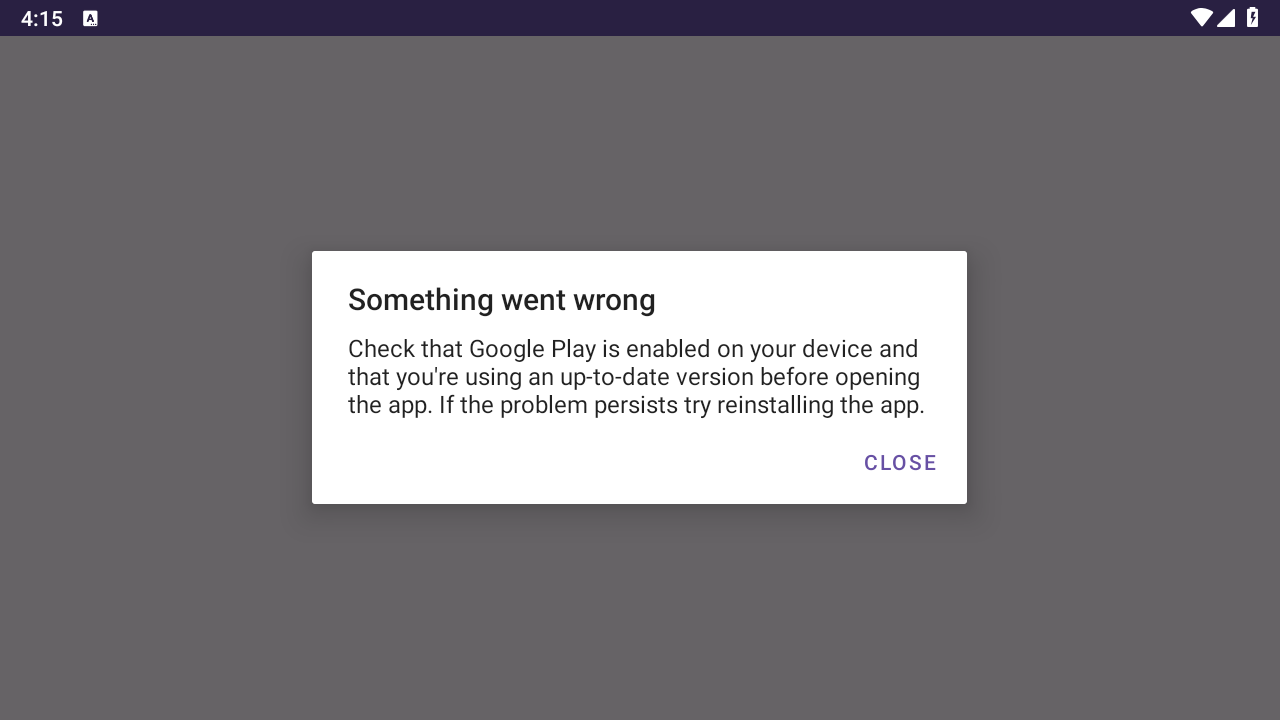 4:15
A
Something went wrong
Check that Google Play is enabled on your device and
that you're using an up-to-date version before opening
the app. If the problem persists try reinstalling the app.
CLOSE